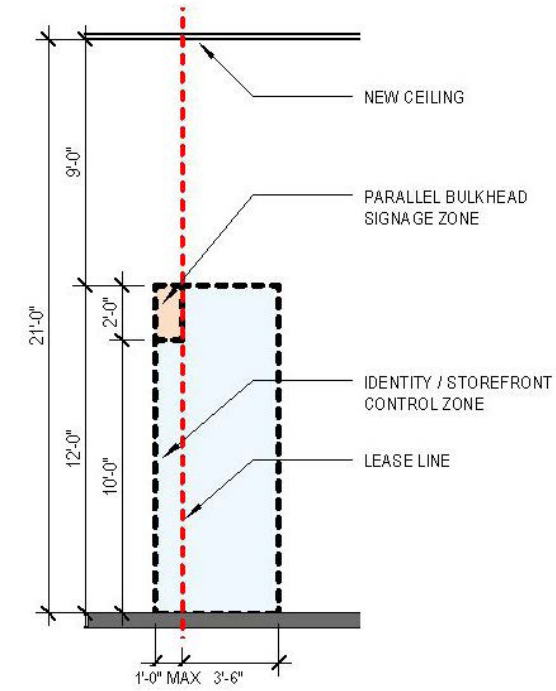 NEW CEILING
9'-0"
PARALLEL BULKHEAD
SIGNAGE ZONE
2'-0"
21'-0"
IDENTITY / STOREFRONT
CONTROL ZONE
12'-0"
10'-0"
LEASE LINE
1'-0" MAX 3'-6"